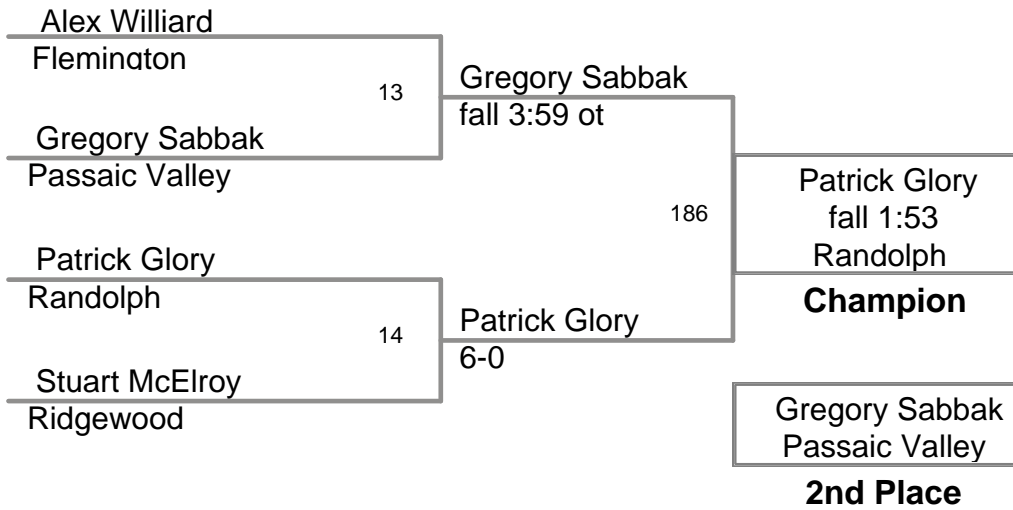 Alex Williard
Flemington
13
Gregory Sabbak
fall 3:59 ot
Gregory Sabbak
Passaic Valley
186
Patrick Glory
fall 1:53
Randolph
Champion
Patrick Glory
Randolph
14
Patrick Glory
6-0
Stuart McElroy
Ridgewood
Gregory Sabbak
Passaic Valley
2nd Place